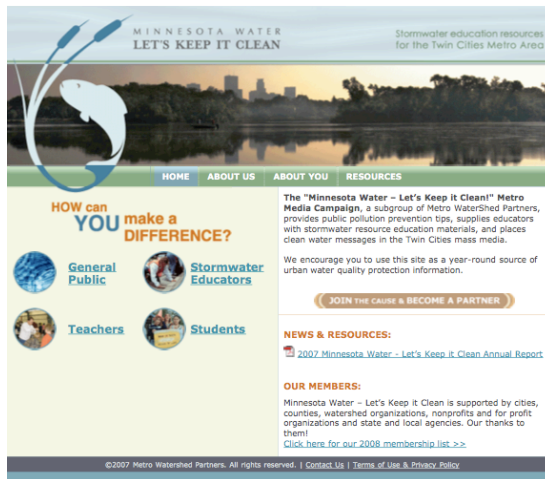 MINNESOTA WATER
LET'S KEEP IT CLEAN
Stormwater education resources
for the Twin Cities Metro Area
HOME ABOUT US ABOUT YOU RESOURCES
HOW can
YOU make a
DIFFERENCE?
General
Public
Stormwater
Educators
Teachers
Students
The "Minnesota Water – Let's Keep it Clean!" Metro
Media Campaign, a subgroup of Metro WaterShed Partners,
provides public pollution prevention tips, supplies educators
with stormwater resource education materials, and places
clean water messages in the Twin Cities mass media.
We encourage you to use this site as a year-round source of
urban water quality protection information.
JOIN THE CAUSE & BECOME A PARTNER
NEWS & RESOURCES:
2007 Minnesota Water - Let's Keep it Clean Annual Report
OUR MEMBERS:
Minnesota Water – Let's Keep it Clean is supported by cities,
counties, watershed organizations, nonprofits and for profit
organizations and state and local agencies. Our thanks to
them!
Click here for our 2008 membership list >>
©2007 Metro Watershed Partners. All rights reserved. | Contact Us | Terms of Use & Privacy Policy